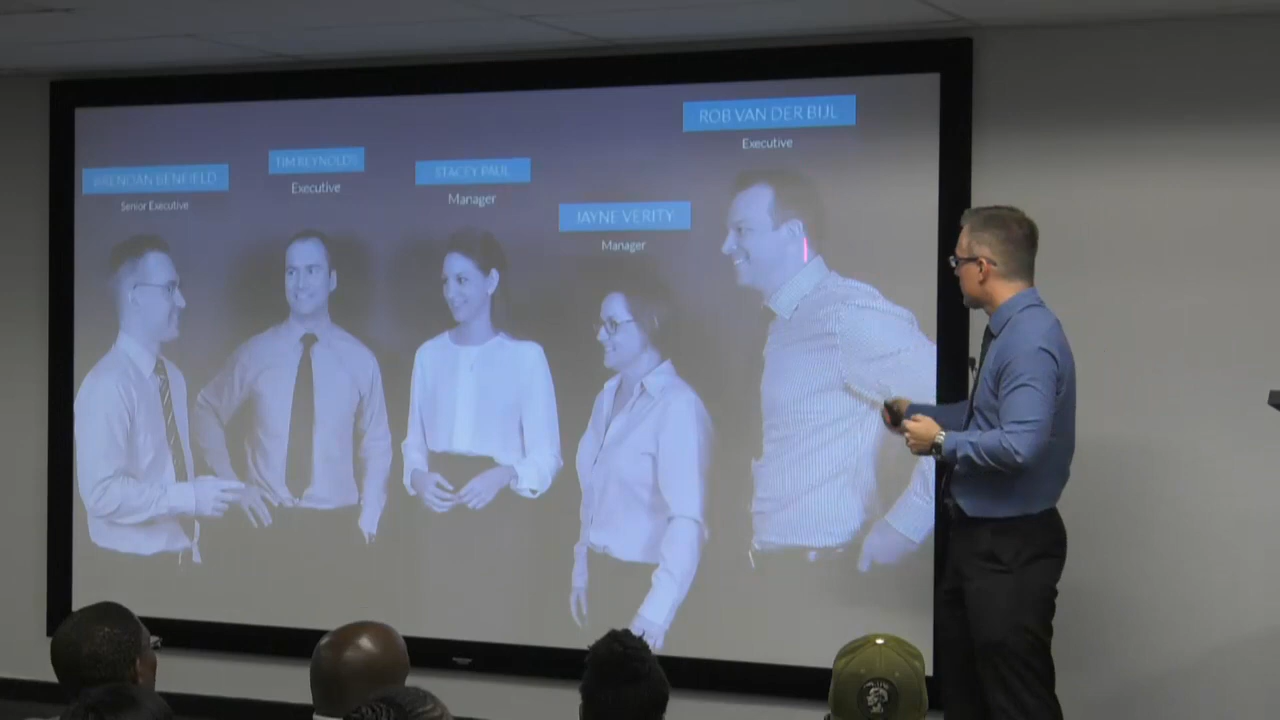 BRENDAN BENFIELD
Senior Executive
TIM REYNOLDS
Executive
STACEY PAUL
Manager
JAYNE VERITY
Manager
ROB VAN DER BIJL
Executive